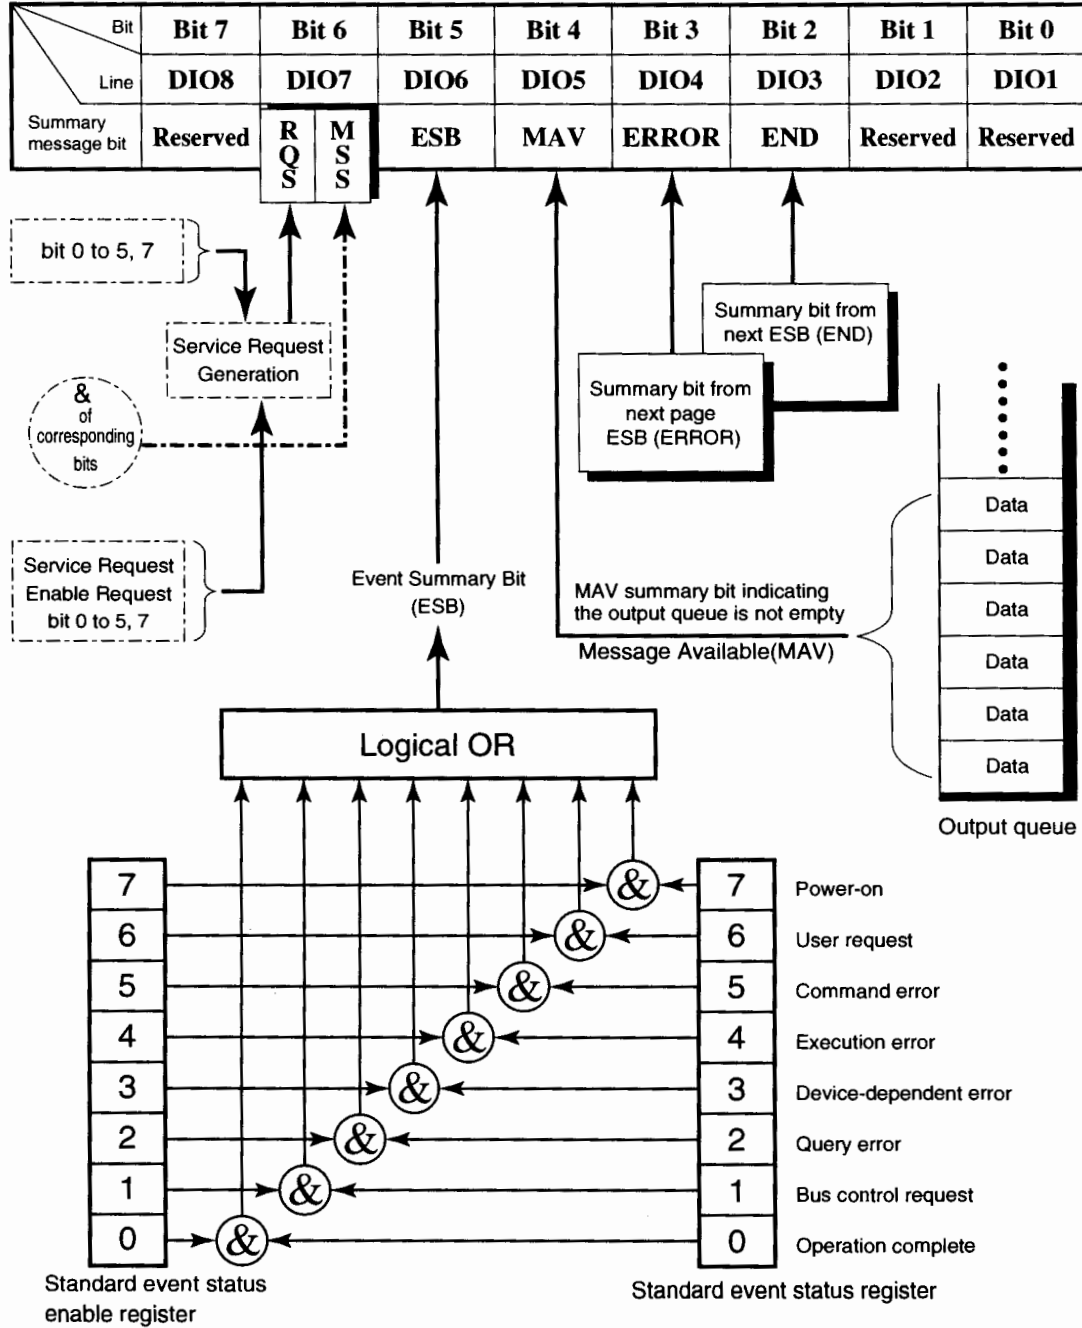 Bit Bit 7 Bit 6 Bit 5 Bit 4 Bit 3 Bit 2 Bit 1 Bit 0
Line DIO8 DIO7 DIO6 DIO5 DIO4 DIO3 DIO2 DIO1
Summary
message bit Reserved RQS MSS ESB MAV ERROR END Reserved Reserved
bit 0 to 5, 7
Service Request
Generation
&
of
corresponding
bits
Service Request
Enable Request
bit 0 to 5, 7
Summary bit from
next ESB (END)
Summary bit from
next page
ESB (ERROR)
Event Summary Bit
(ESB)
MAV summary bit indicating
the output queue is not empty
Message Available(MAV)
Data
Data
Data
Data
Data
Data
Output queue
Logical OR
7 & 7 Power-on
6 & 6 User request
5 & 5 Command error
4 & 4 Execution error
3 & 3 Device-dependent error
2 & 2 Query error
1 & 1 Bus control request
0 & 0 Operation complete
Standard event status
enable register
Standard event status register